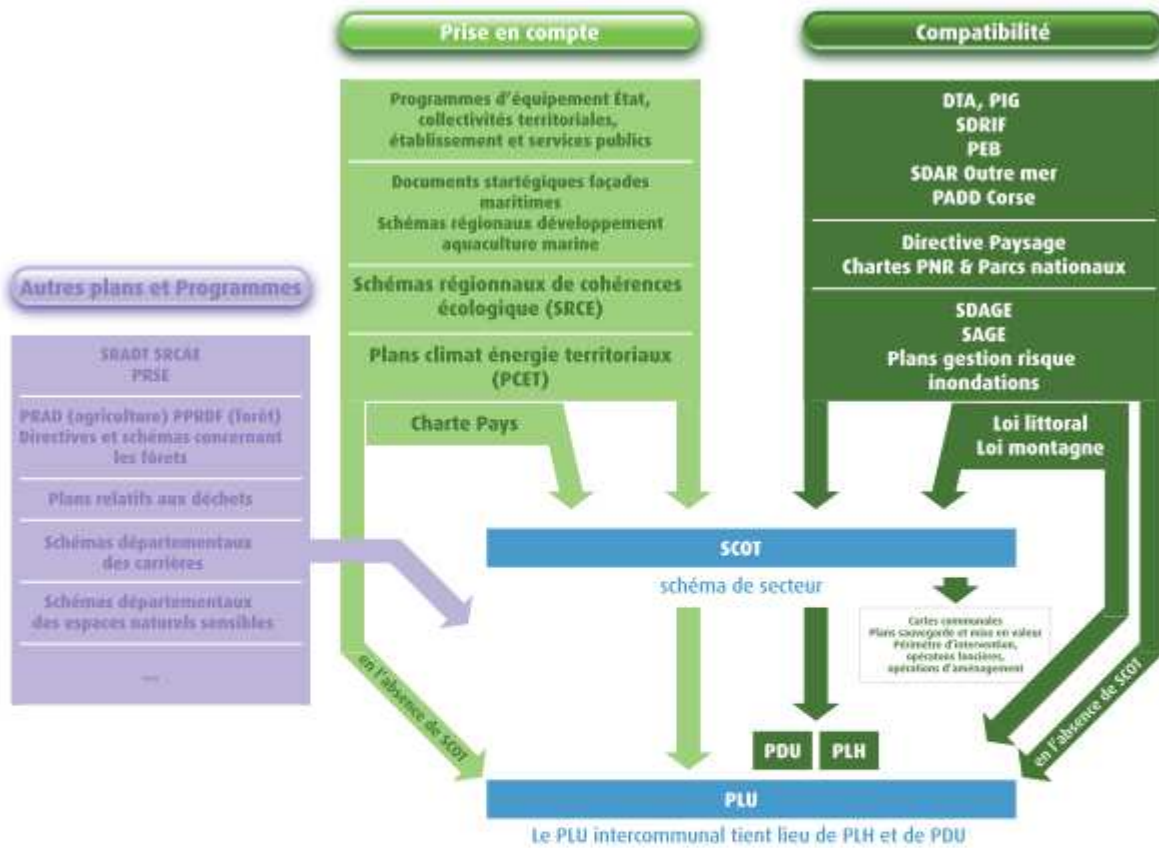 Prise en compte
Programmes d'équipement État,
collectivités territoriales,
établissement et services publics
Documents startégiques façades
maritimes
Schémas régionaux développement
aquaculture marine
Schémas régionnaux de cohérences
écologique (SRCE)
Plans climat énergie territoriaux
(PCET)
Charte Pays
Compatibilité
DTA, PIG
SDRIF
PEB
SDAR Outre mer
PADD Corse
Directive Paysage
Chartes PNR & Parcs nationaux
SDAGE
SAGE
Plans gestion risque
inondations
Loi littoral
Loi montagne
Autres plans et Programmes
SRADT SRCAE
PRSE
PRAD (agriculture) PPRDF (forêt)
Directives et schémas concernant
les fôrets
Plans relatifs aux déchets
Schémas départementaux
des carrières
Schémas départementaux
des espaces naturels sensibles
... .
SCOT
schéma de secteur
Cartes communales
Plans sauvegarde et mise en valeur
Périmètre d'intervention,
opératons foncières,
opérations d'aménagement
en l'absence de SCOT
en l'absence de SCOT
PDU
PLH
PLU
Le PLU intercommunal tient lieu de PLH et de PDU